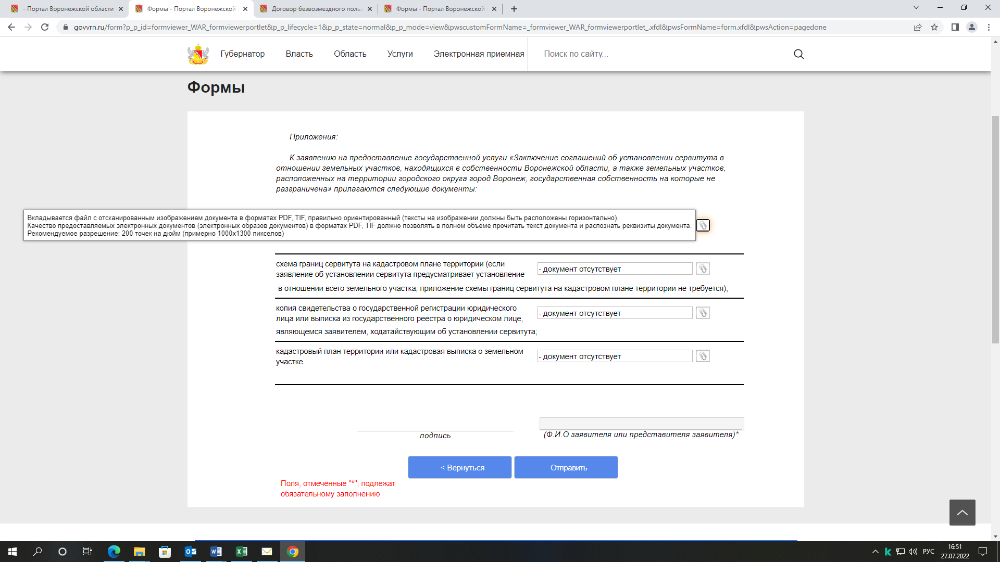 - Портал Воронежской области
Формы - Портал Воронежской
Договор безвозмездного польз
Формы - Портал Воронежской
govvrn.ru/form?p_p_id=formviewer_WAR_formviewerportlet&p_p_lifecycle=1&p_p_state=normal&p_p_mode=view&pwscustomFormName=_formviewer_WAR_formviewerportlet_.xfdl&pwsFormName=form.xfdl&pwsAction=pagedone
Губернатор Власть Область Услуги Электронная приемная Поиск по сайту...
Формы
Приложения:
К заявлению на предоставление государственной услуги «Заключение соглашений об установлении сервитута в
отношении земельных участков, находящихся в собственности Воронежской области, а также земельных участков,
расположенных на территории городского округа город Воронеж, государственная собственность на которые не
разграничена» прилагаются следующие документы:
Вкладывается файл с отсканированным изображением документа в форматах PDF, TIF, правильно ориентированный (тексты на изображении должны быть расположены горизонтально).
Качество предоставляемых электронных документов (электронных образов документов) в форматах PDF, TIF должно позволять в полном объеме прочитать текст документа и распознать реквизиты документа.
Рекомендуемое разрешение: 200 точек на дюйм (примерно 1000x1300 пикселов)
схема границ сервитута на кадастровом плане территории (если
заявление об установлении сервитута предусматривает установление
- документ отсутствует
в отношении всего земельного участка, приложение схемы границ сервитута на кадастровом плане территории не требуется);
копия свидетельства о государственной регистрации юридического
лица или выписка из государственного реестра о юридическом лице,
- документ отсутствует
являющемся заявителем, ходатайствующим об установлении сервитута;
кадастровый план территории или кадастровая выписка о земельном
участке.
- документ отсутствует
подпись
(Ф.И.О заявителя или представителя заявителя)*
< Вернуться
Отправить
Поля, отмеченные "*", подлежат
обязательному заполнению
РУС
16:51
27.07.2022